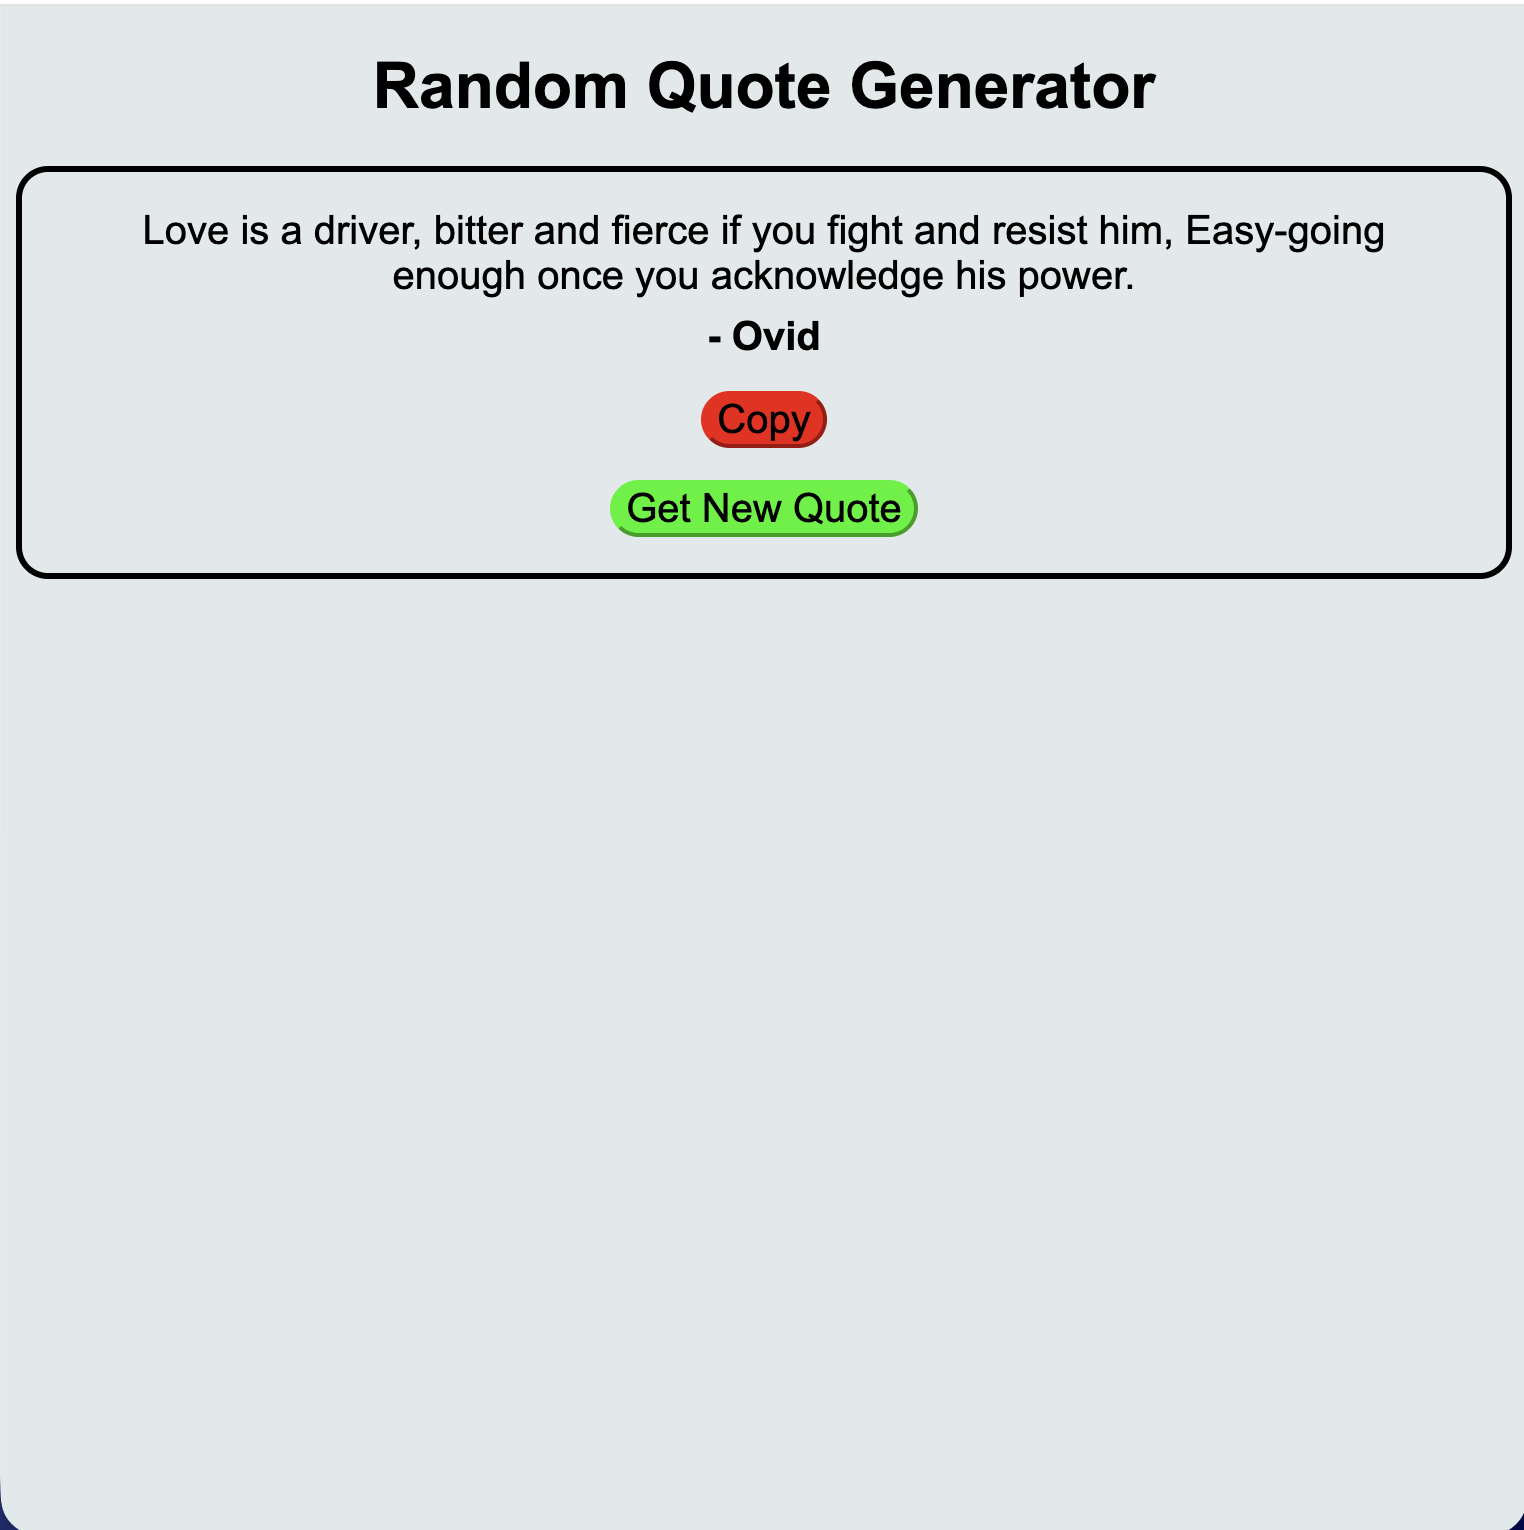 Random Quote Generator
Love is a driver, bitter and fierce if you fight and resist him, Easy-going
enough once you acknowledge his power.
- Ovid
Copy
Get New Quote